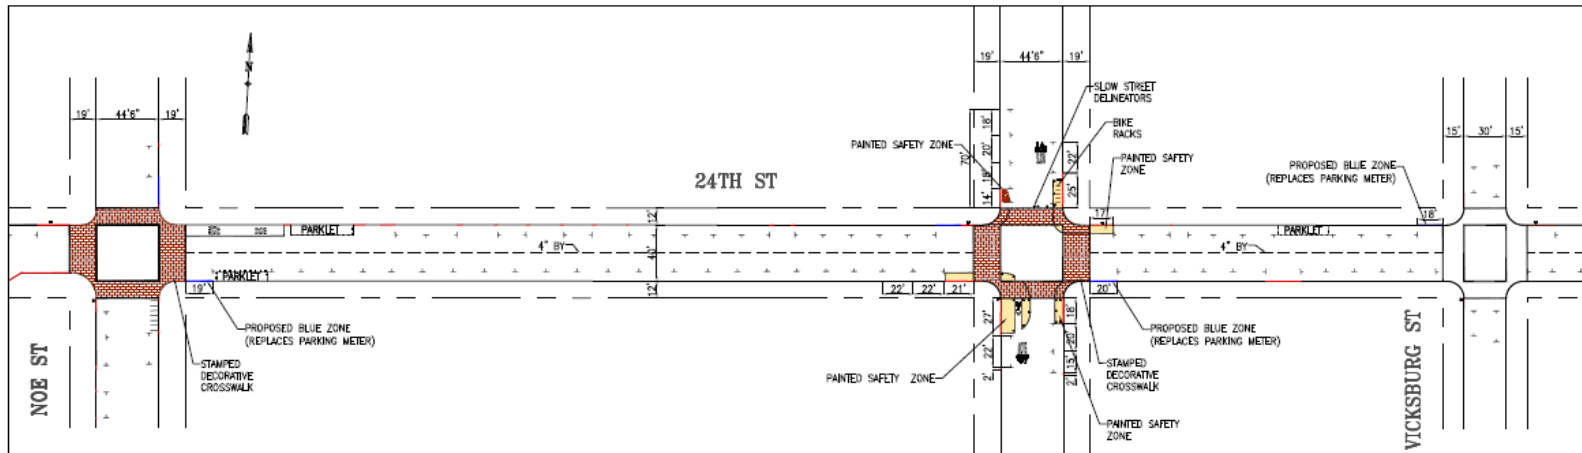 N
19'
44'6"
19'
19'
44'6"
19'
SLOW STREET
DELINEATORS
BIKE
RACKS
PAINTED SAFETY ZONE
PAINTED SAFETY
ZONE
70'
18'
20'
18'
14'
22'
25'
17'
15'
30'
15'
PROPOSED BLUE ZONE
(REPLACES PARKING METER)
18'
24TH ST
12'
40'
12'
PARKLET
PARKLET
PARKLET
4" BY
4" BY
19'
22'
22'
21'
20'
PROPOSED BLUE ZONE
(REPLACES PARKING METER)
STAMPED
DECORATIVE
CROSSWALK
27'
22'
2'
18'
20'
15'
2'
PROPOSED BLUE ZONE
(REPLACES PARKING METER)
STAMPED
DECORATIVE
CROSSWALK
PAINTED SAFETY ZONE
PAINTED SAFETY
ZONE
NOE ST
VICKSBURG ST